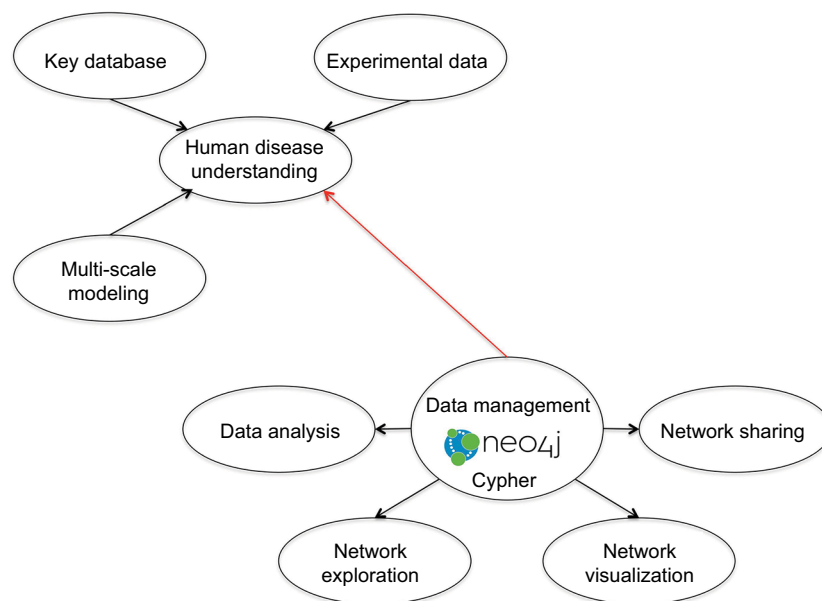 Key database
Experimental data
Human disease
understanding
Multi-scale
modeling
Data management
neo4j
Cypher
Data analysis
Network sharing
Network
exploration
Network
visualization